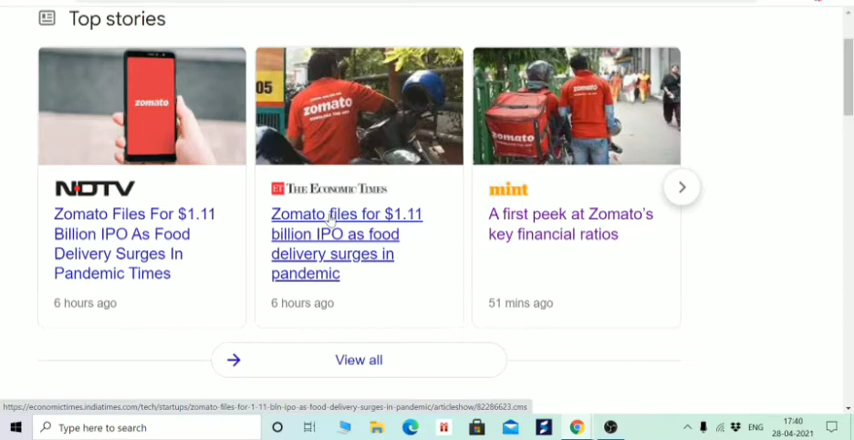 Top stories
zomato
05
zomato
zomato
zomato
NDTV
Zomato Files For $1.11
Billion IPO As Food
Delivery Surges In
Pandemic Times
6 hours ago
ET THE ECONOMIC TIMES
Zomato files for $1.11
billion IPO as food
delivery surges in
pandemic
6 hours ago
mint
A first peek at Zomato's
key financial ratios
51 mins ago
View all
https://economictimes.indiatimes.com/tech/startups/zomato-files-for-1-11-bln-ipo-as-food-delivery-surges-in-pandemic/articleshow/82286623.cms
Type here to search
ENG
17:40
28-04-2021